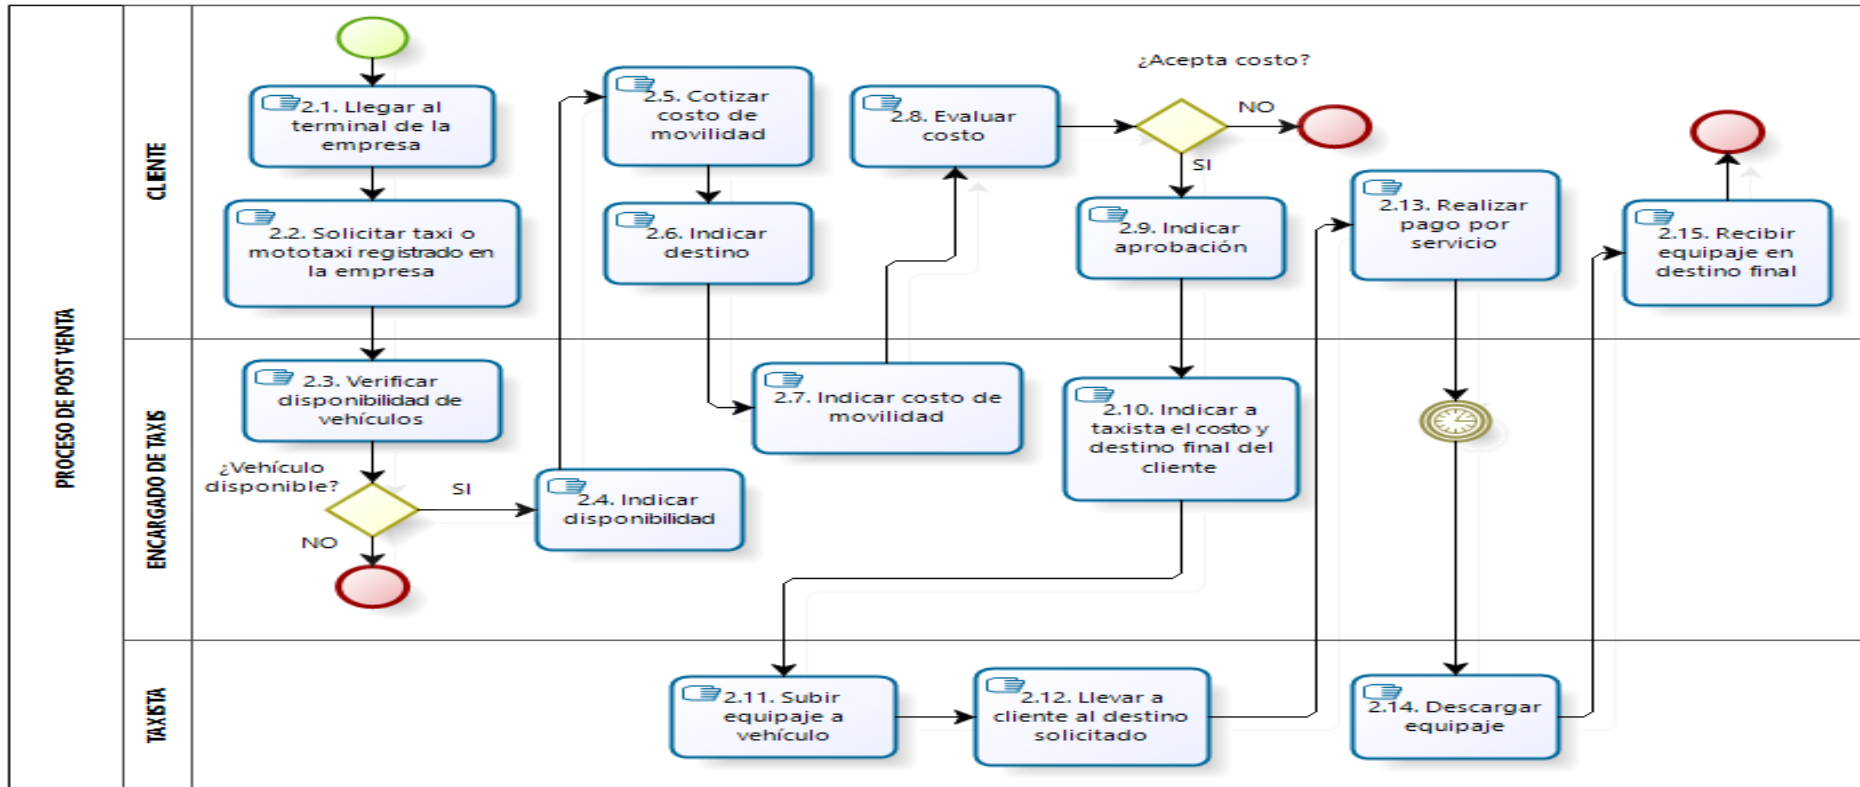 PROCESO DE POST VENTA
CLIENTE
2.1. Llegar al
terminal de la
empresa
2.2. Solicitar taxi o
mototaxi registrado en
la empresa
2.5. Cotizar
costo de
movilidad
2.6. Indicar
destino
2.8. Evaluar
costo
¿Acepta costo?
NO
SI
2.9. Indicar
aprobación
2.13. Realizar
pago por
servicio
2.15. Recibir
equipaje en
destino final
ENCARGADO DE TAXIS
2.3. Verificar
disponibilidad de
vehículos
¿Vehículo
disponible?
SI
NO
2.4. Indicar
disponibilidad
2.7. Indicar costo de
movilidad
2.10. Indicar a
taxista el costo y
destino final del
cliente
TAXISTA
2.11. Subir
equipaje a
vehículo
2.12. Llevar a
cliente al destino
solicitado
2.14. Descargar
equipaje